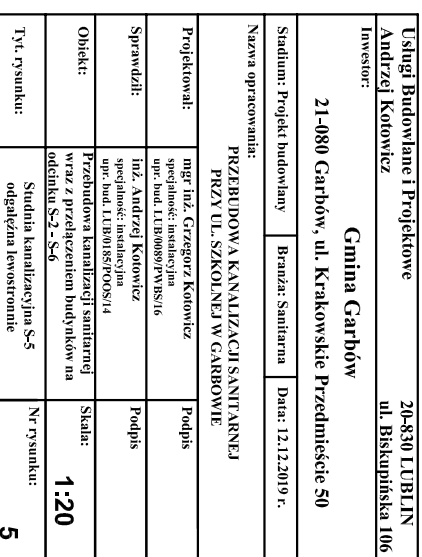 Usługi Budowlane i Projektowe 20-830 LUBLIN
Andrzej Kotowicz ul. Biskupińska 106
Inwestor:
Gmina Garbów
21-080 Garbów, ul. Krakowskie Przedmieście 50
Stadium: Projekt budowlany Branża: Sanitarna Data: 12.12.2019 r.
Nazwa opracowania:
PRZEBUDOWA KANALIZACJI SANITARNEJ
PRZY UL. SZKOLNEJ W GARBOWIE
Projektował: mgr inż. Grzegorz Kotowicz Podpis
specjalność: instalacyjna
upr. bud. LUB/0089/PWBS/16
Sprawdził: inż. Andrzej Kotowicz Podpis
specjalność: instalacyjna
upr. bud. LUB/0185/POOS/14
Obiekt: Przebudowa kanalizacji sanitarnej Skala:
wraz z przełączeniem budynków na
odcinku S-2 - S-6 1:20
Tyt. rysunku: Studnia kanalizacyjna S-5 Nr rysunku:
odgałęźna lewostronnie 5